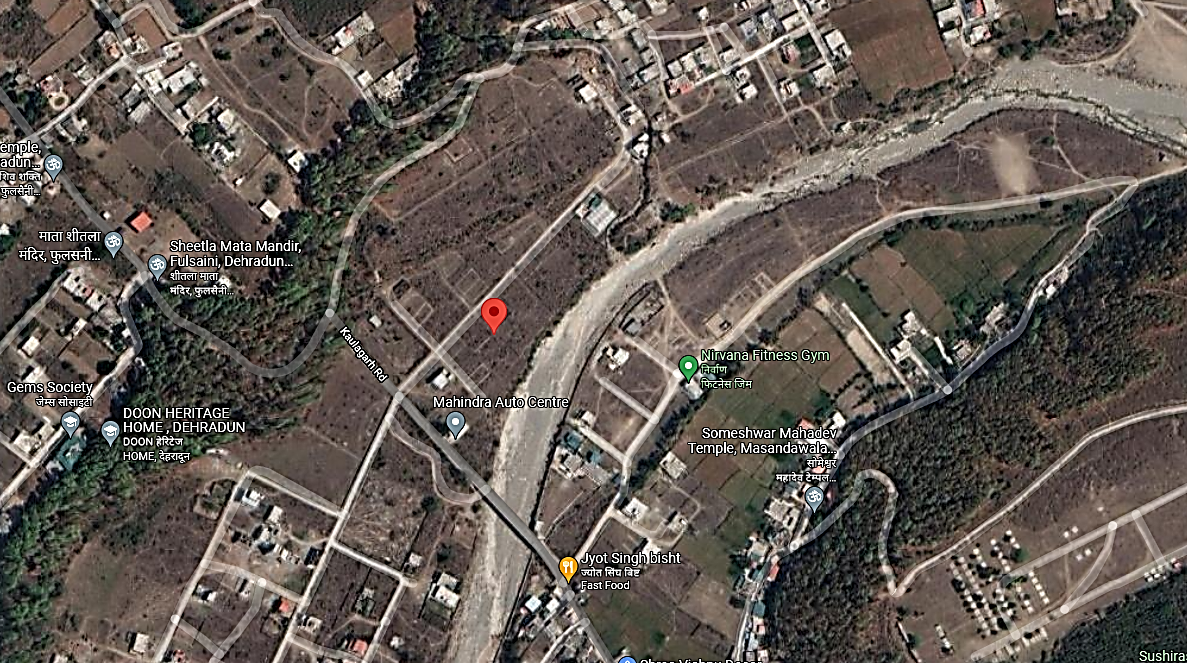 emple,
adun...
शिव शक्ति
फुलसैनी...
माता शीतला
मंदिर, फुलसनी...
Sheetla Mata Mandir,
Fulsaini, Dehradun...
शीतला माता
मंदिर, फुलसैनी...
Kaulagarh Rd
Gems Society
जेम्स सोसाइटी
DOON HERITAGE
HOME , DEHRADUN
DOON हेरिटेज
HOME, देहरादून
Mahindra Auto Centre
Nirvana Fitness Gym
निर्वाण
फिटनेस जिम
Someshwar Mahadev
Temple, Masandawala...
सोमेश्वर
महादेव टेम्पल...
Jyot Singh bisht
ज्योत सिंघ बिष्ट
Fast Food
Sushira